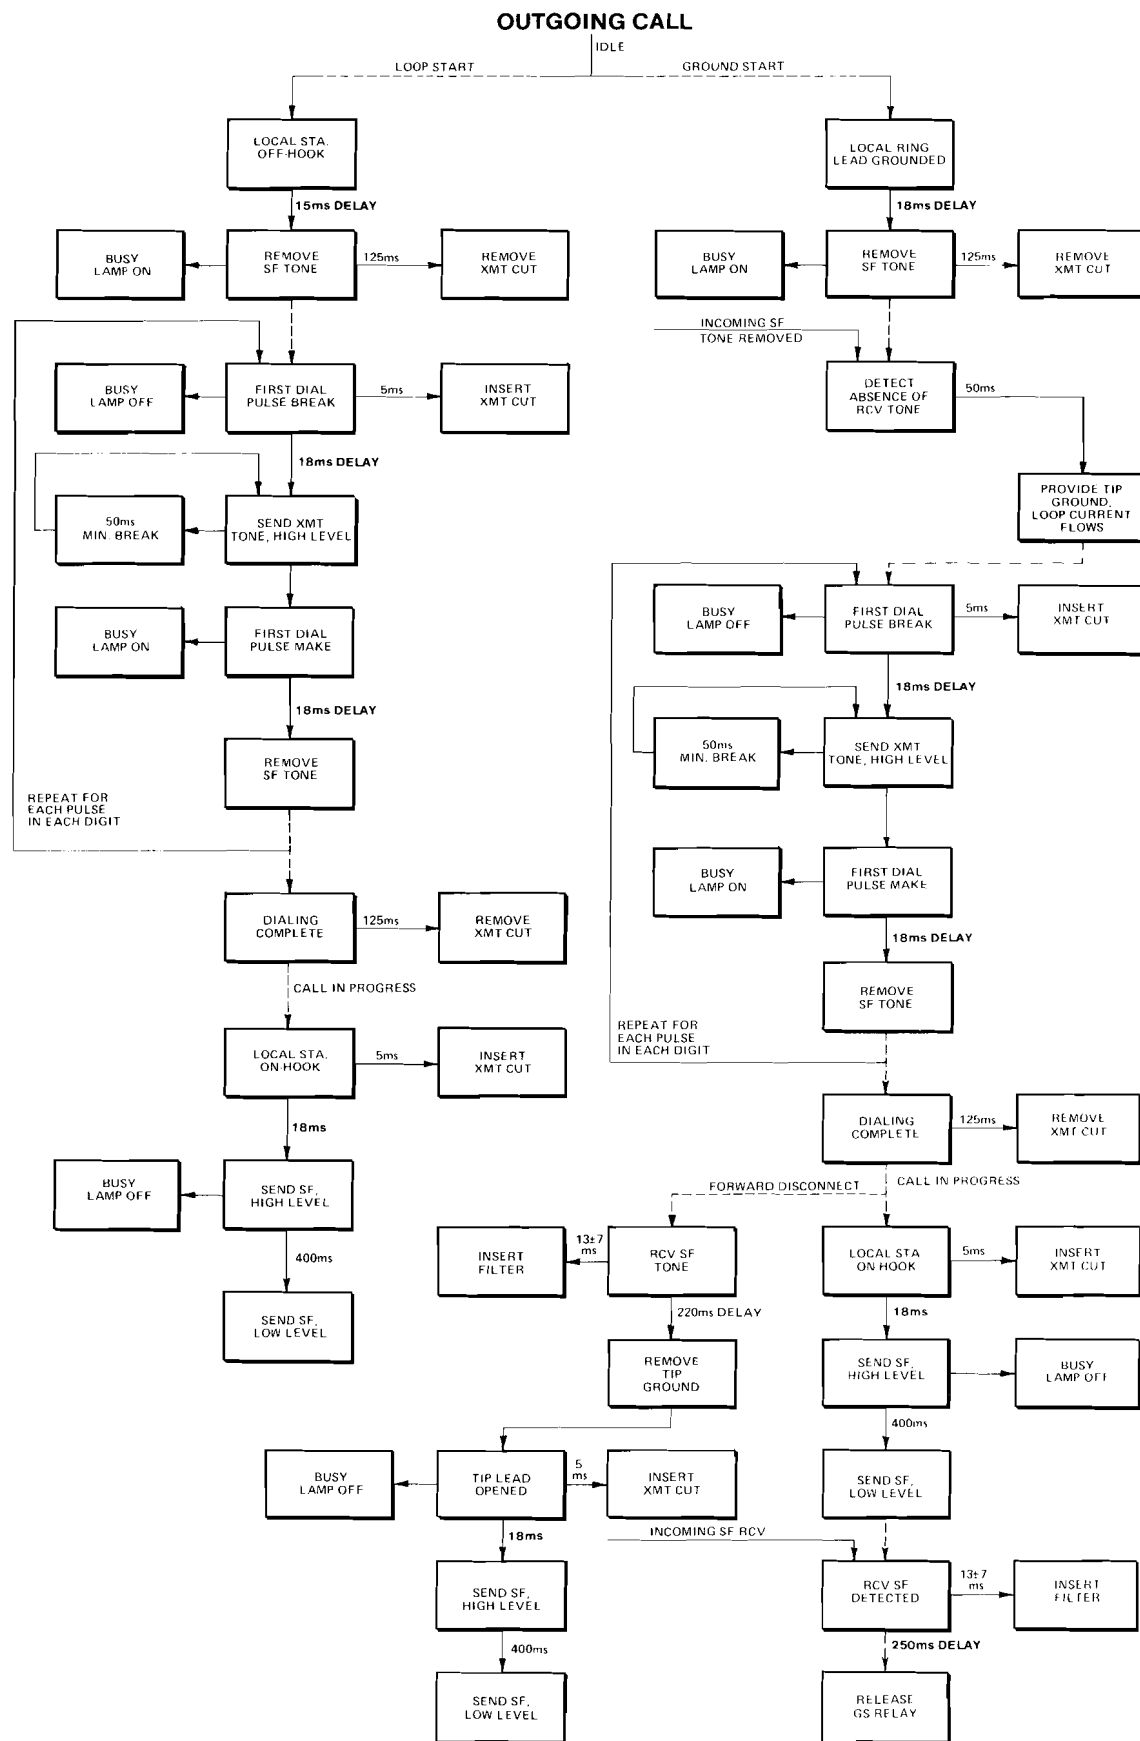 OUTGOING CALL
IDLE
LOOP START
GROUND START
LOCAL STA.
OFF-HOOK
15ms DELAY
BUSY
LAMP ON
REMOVE
SF TONE
125ms
REMOVE
XMT CUT
BUSY
LAMP OFF
FIRST DIAL
PULSE BREAK
5ms
INSERT
XMT CUT
18ms DELAY
50ms
MIN. BREAK
SEND XMT
TONE, HIGH LEVEL
BUSY
LAMP ON
FIRST DIAL
PULSE MAKE
18ms DELAY
REMOVE
SF TONE
REPEAT FOR
EACH PULSE
IN EACH DIGIT
DIALING
COMPLETE
125ms
REMOVE
XMT CUT
CALL IN PROGRESS
LOCAL STA.
ON-HOOK
5ms
INSERT
XMT CUT
18ms
BUSY
LAMP OFF
SEND SF,
HIGH LEVEL
400ms
SEND SF,
LOW LEVEL
LOCAL RING
LEAD GROUNDED
18ms DELAY
BUSY
LAMP ON
REMOVE
SF TONE
125ms
REMOVE
XMT CUT
INCOMING SF
TONE REMOVED
DETECT
ABSENCE OF
RCV TONE
50ms
PROVIDE TIP
GROUND,
LOOP CURRENT
FLOWS
BUSY
LAMP OFF
FIRST DIAL
PULSE BREAK
5ms
INSERT
XMT CUT
18ms DELAY
50ms
MIN. BREAK
SEND XMT
TONE, HIGH LEVEL
BUSY
LAMP ON
FIRST DIAL
PULSE MAKE
18ms DELAY
REMOVE
SF TONE
REPEAT FOR
EACH PULSE
IN EACH DIGIT
DIALING
COMPLETE
125ms
REMOVE
XMT CUT
FORWARD DISCONNECT
CALL IN PROGRESS
INSERT
FILTER
13±7
ms
RCV SF
TONE
220ms DELAY
REMOVE
TIP
GROUND
BUSY
LAMP OFF
TIP LEAD
OPENED
5
ms
INSERT
XMT CUT
18ms
SEND SF,
HIGH LEVEL
400ms
SEND SF,
LOW LEVEL
LOCAL STA
ON HOOK
5ms
INSERT
XMT CUT
18ms
SEND SF,
HIGH LEVEL
BUSY
LAMP OFF
400ms
SEND SF,
LOW LEVEL
INCOMING SF RCV
RCV SF
DETECTED
13±7
ms
INSERT
FILTER
250ms DELAY
RELEASE
GS RELAY